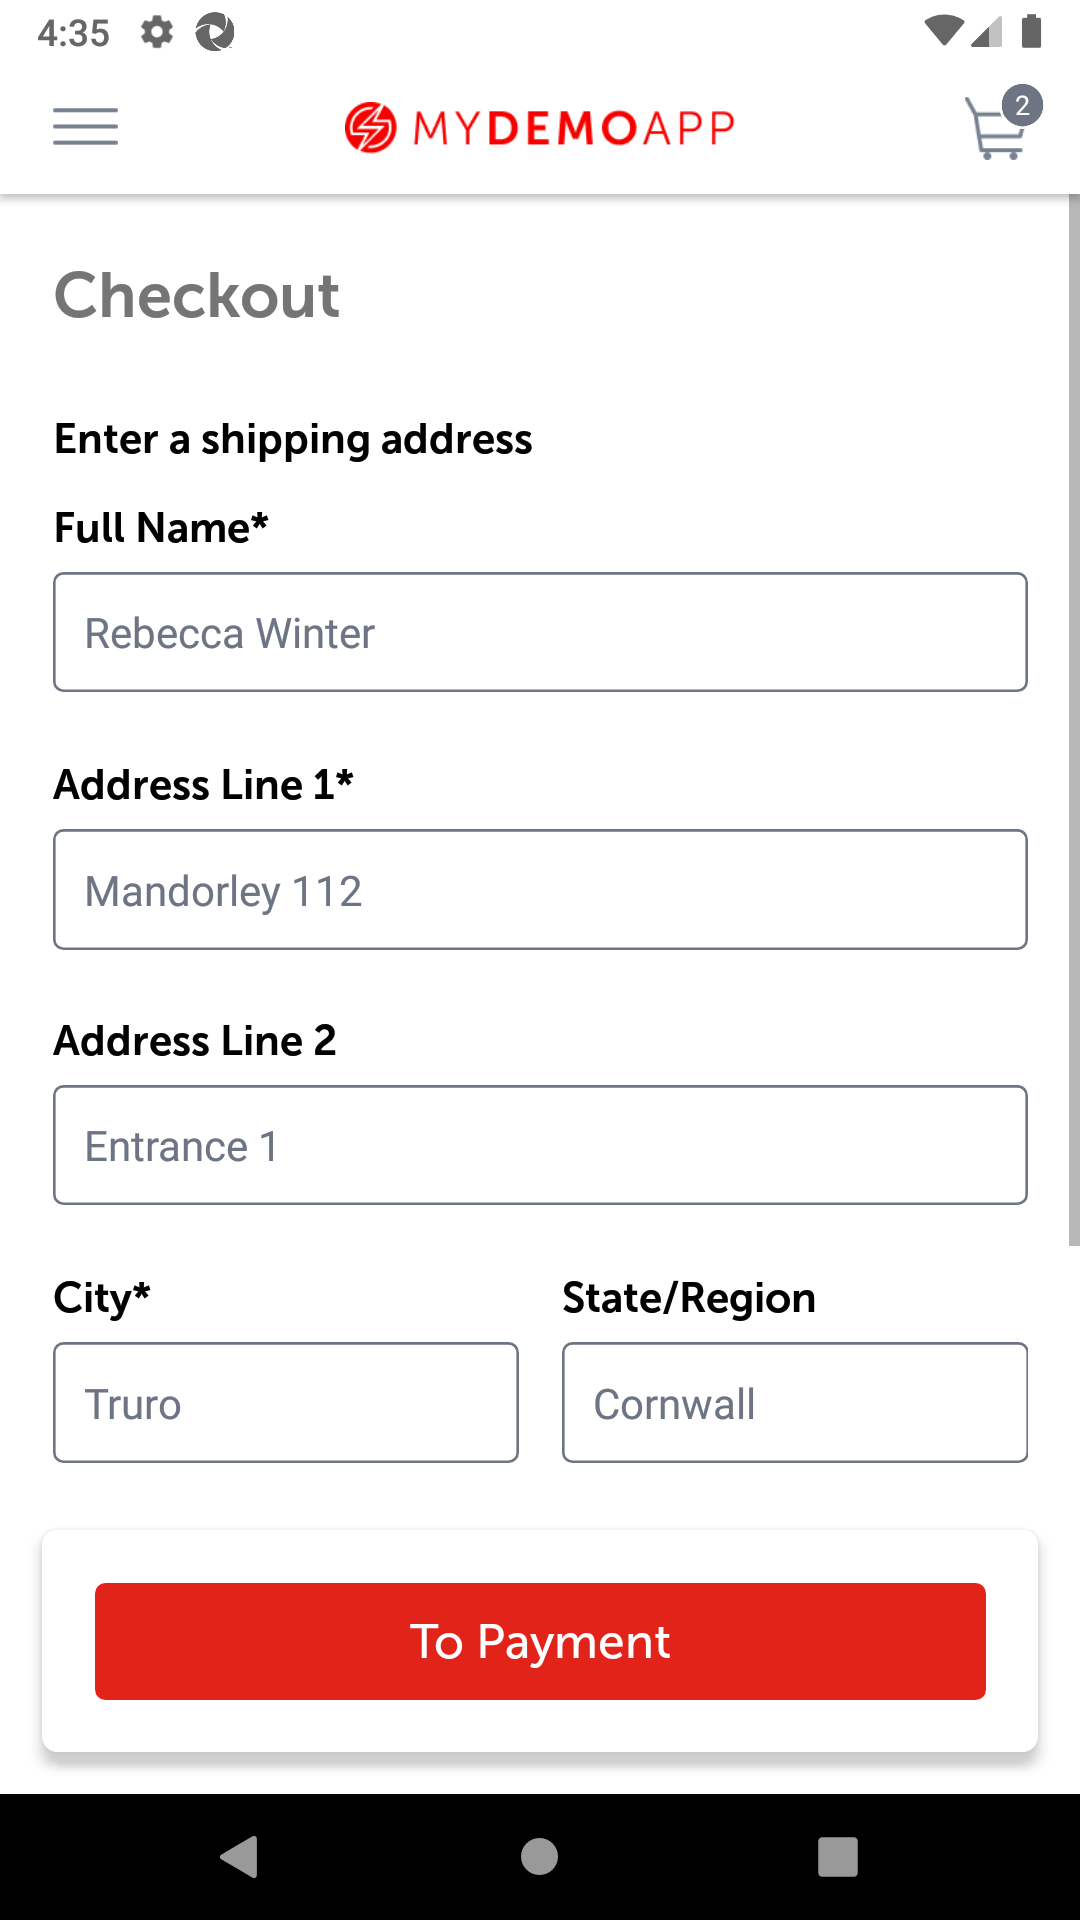 4:35
MYDEMOAPP
2
Checkout
Enter a shipping address
Full Name*
Rebecca Winter
Address Line 1*
Mandorley 112
Address Line 2
Entrance 1
City*
State/Region
Truro
Cornwall
To Payment